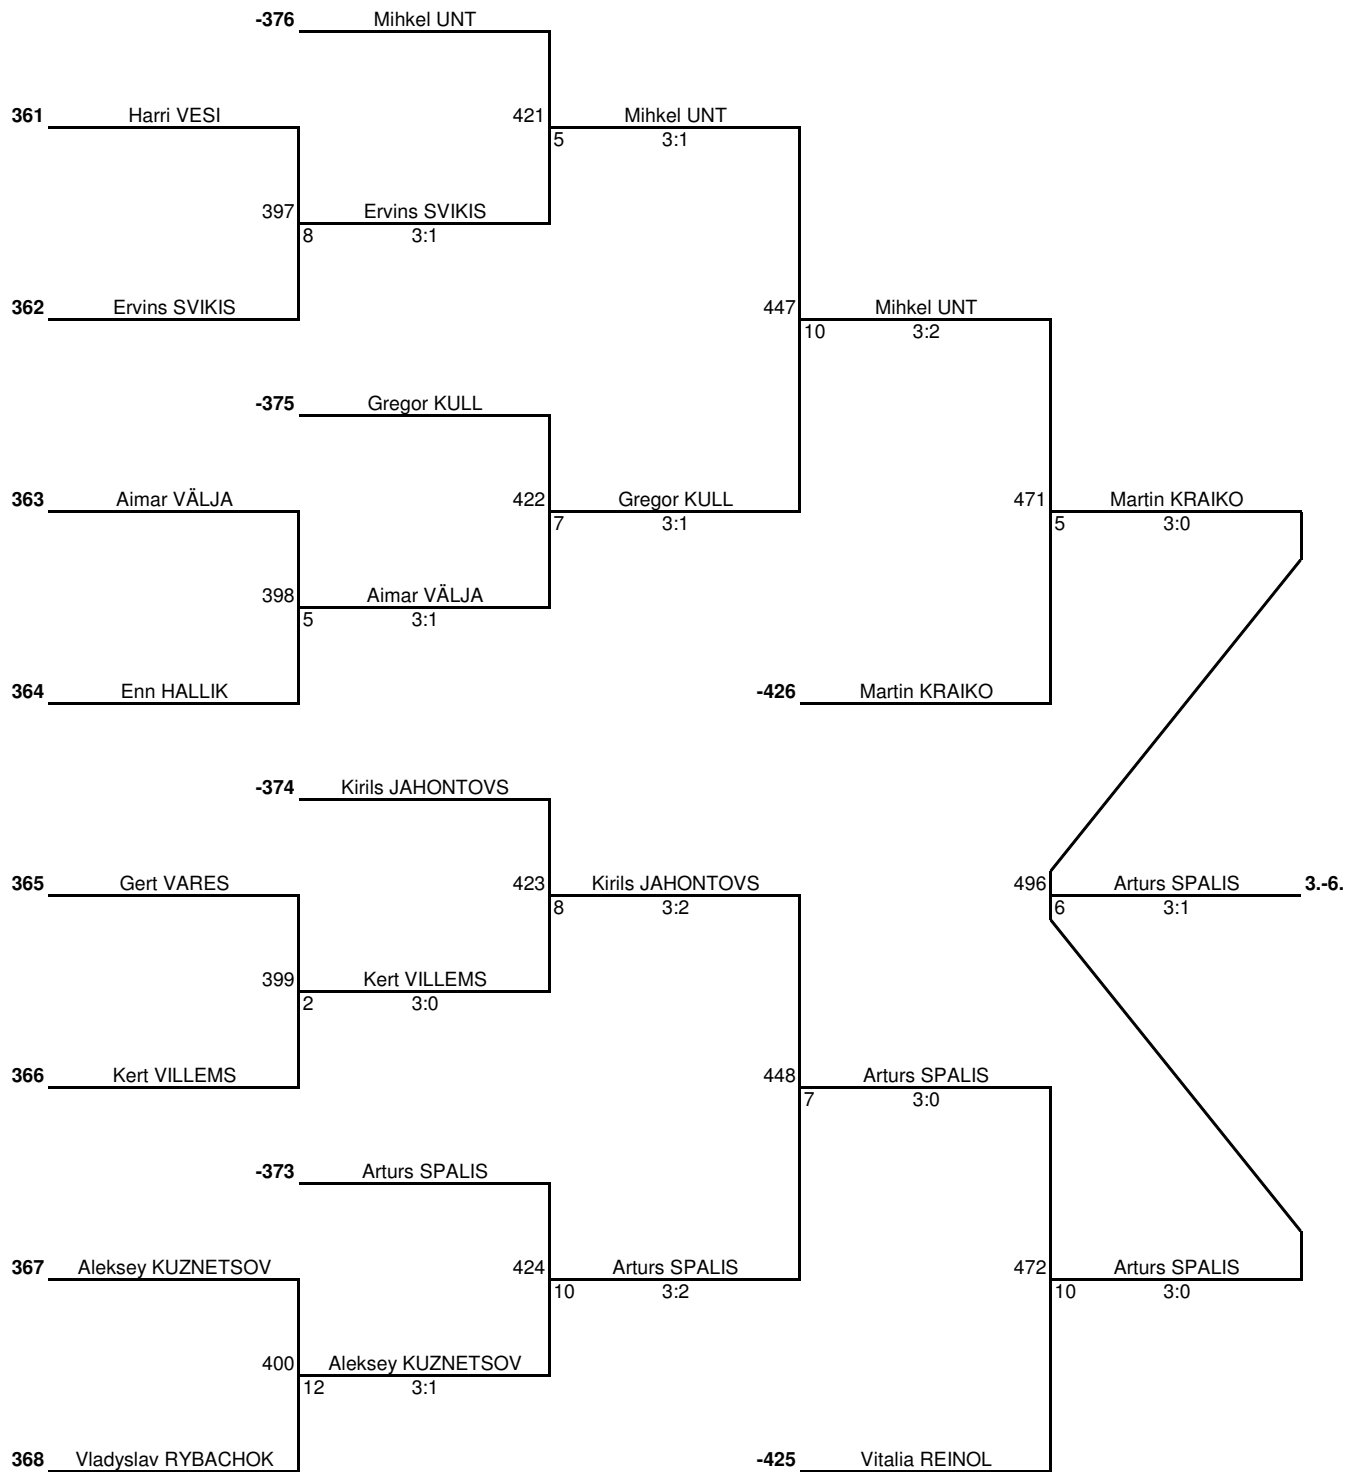 -376 Mihkel UNT
361 Harri VESI 421 Mihkel UNT
5 3:1
397 Ervins SVIKIS
8 3:1
362 Ervins SVIKIS 447 Mihkel UNT
10 3:2
-375 Gregor KULL
363 Aimar VÄLJA 422 Gregor KULL 471 Martin KRAIKO
7 3:1 5 3:0
398 Aimar VÄLJA
5 3:1
364 Enn HALLIK -426 Martin KRAIKO
-374 Kirils JAHONTOVS
365 Gert VARES 423 Kirils JAHONTOVS 496 Arturs SPALIS 3.-6.
8 3:2 6 3:1
399 Kert VILLEMS
2 3:0
366 Kert VILLEMS 448 Arturs SPALIS
7 3:0
-373 Arturs SPALIS
367 Aleksey KUZNETSOV 424 Arturs SPALIS 472 Arturs SPALIS
10 3:2 10 3:0
400 Aleksey KUZNETSOV
12 3:1
368 Vladyslav RYBACHOK -425 Vitalia REINOL